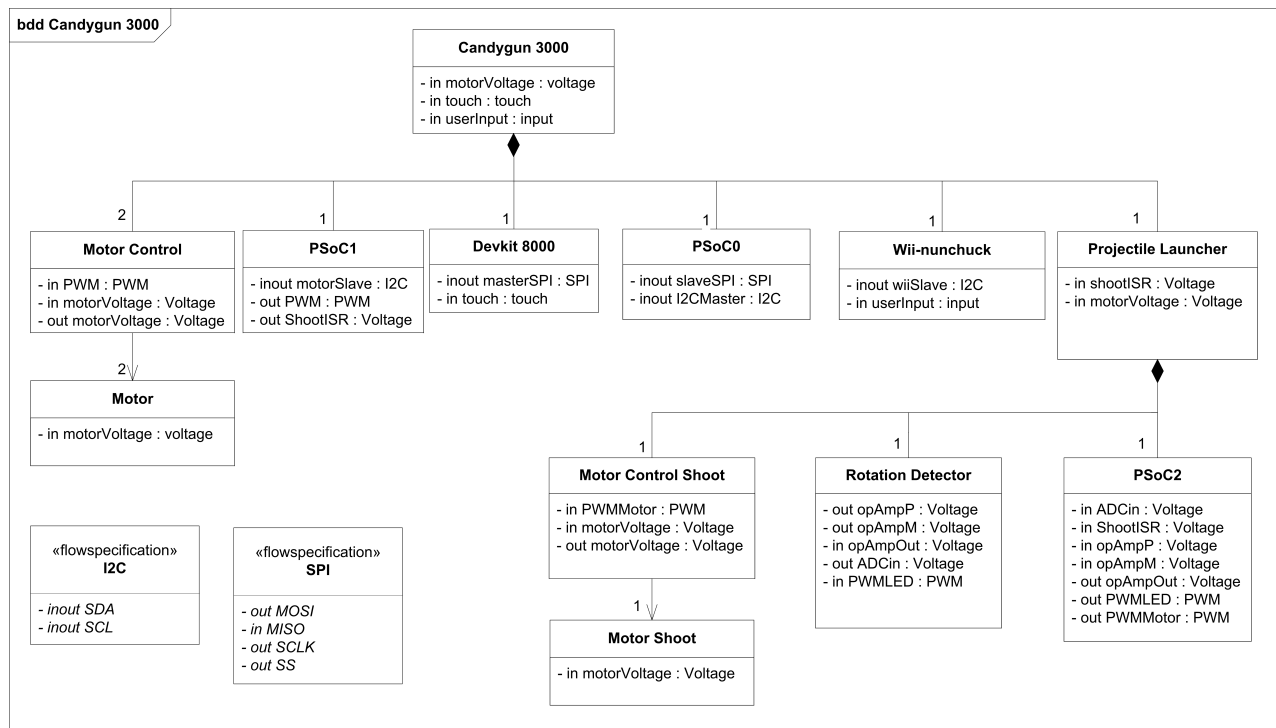 bdd Candygun 3000
Candygun 3000
- in motorVoltage : voltage
- in touch : touch
- in userInput : input
2
1
1
1
1
1
Motor Control
- in PWM : PWM
- in motorVoltage : Voltage
- out motorVoltage : Voltage
PSoC1
- inout motorSlave : I2C
- out PWM : PWM
- out ShootISR : Voltage
Devkit 8000
- inout masterSPI : SPI
- in touch : touch
PSoC0
- inout slaveSPI : SPI
- inout I2CMaster : I2C
Wii-nunchuck
- inout wiiSlave : I2C
- in userInput : input
Projectile Launcher
- in shootISR : Voltage
- in motorVoltage : Voltage
2
Motor
- in motorVoltage : voltage
1
1
1
Motor Control Shoot
- in PWMMotor : PWM
- in motorVoltage : Voltage
- out motorVoltage : Voltage
Rotation Detector
- out opAmpP : Voltage
- out opAmpM : Voltage
- in opAmpOut : Voltage
- out ADCin : Voltage
- in PWMLED : PWM
PSoC2
- in ADCin : Voltage
- in ShootISR : Voltage
- in opAmpP : Voltage
- in opAmpM : Voltage
- out opAmpOut : Voltage
- out PWMLED : PWM
- out PWMMotor : PWM
1
Motor Shoot
- in motorVoltage : Voltage
«flowspecification»
I2C
- inout SDA
- inout SCL
«flowspecification»
SPI
- out MOSI
- in MISO
- out SCLK
- out SS